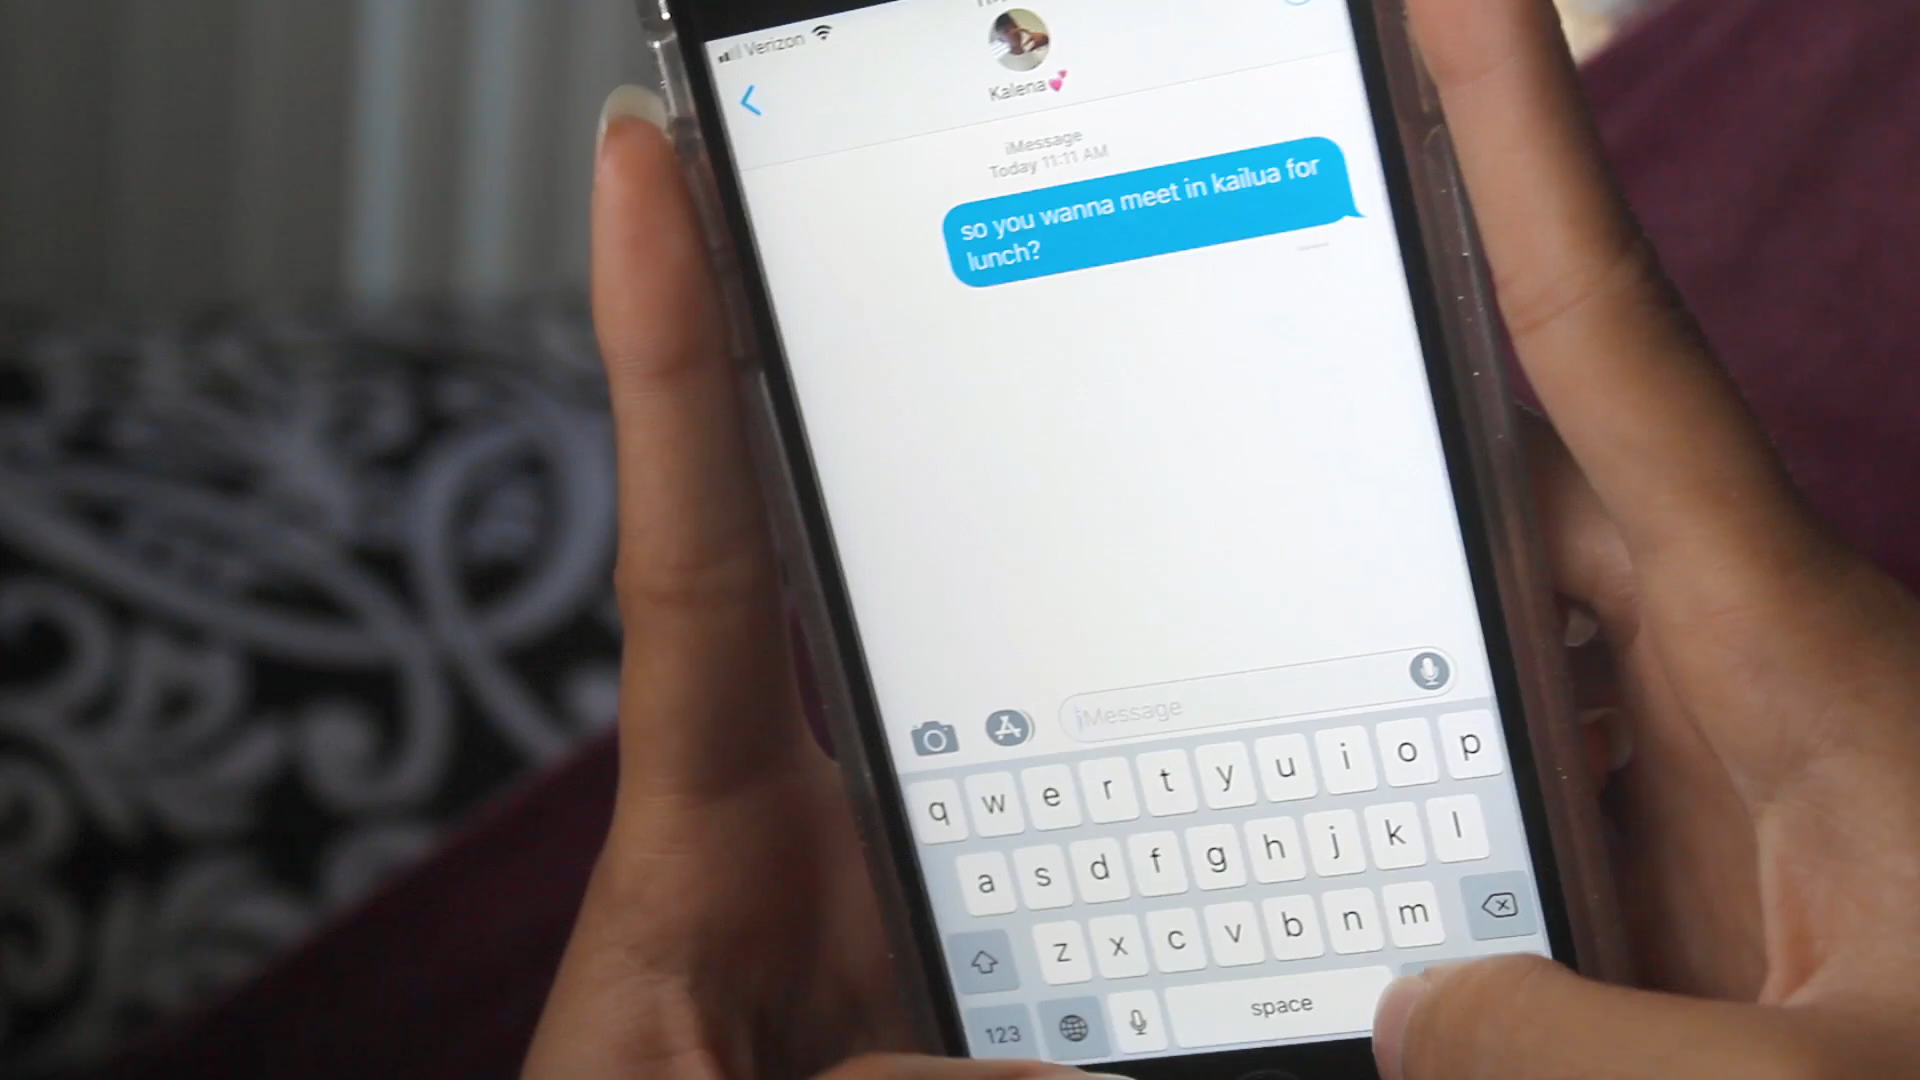 Verizon
Kalena💕
iMessage
Today 11:11 AM
so you wanna meet in kailua for
lunch?
iMessage
q w e r t y u i o p
a s d f g h j k l
z x c v b n m
123 space